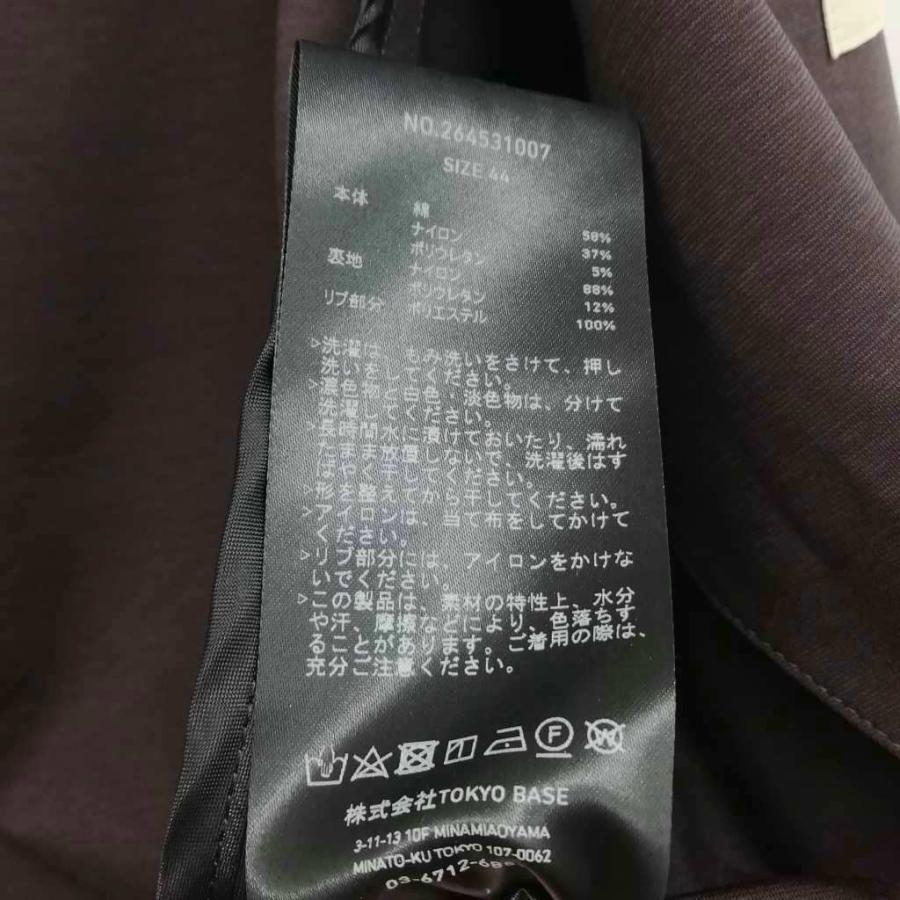 NO.264531007
SIZE 44
本体 綿 58%
ナイロン 37%
ポリウレタン 5%
裏地 ナイロン 88%
ポリウレタン 12%
リブ部分 ポリエステル 100%
▷洗濯は、もみ洗いをさけて、押し
洗いをしてください。
▷濃色物と白色・淡色物は、分けて
洗濯してください。
▷長時間水に漬けておいたり、濡れ
たまま放置しないで、洗濯後はす
ばやく干してください。
▷形を整えてから干してください。
▷アイロンは、当て布をしてかけて
ください。
▷リブ部分には、アイロンをかけな
いでください。
▷この製品は、素材の特性上、水分
や汗、摩擦などにより、色落ちす
ることがあります。ご着用の際は、
充分ご注意ください。
F W
株式会社TOKYO BASE
3-11-13 10F MINAMIAOYAMA
MINATO-KU TOKYO 107-0062
03-6712-6